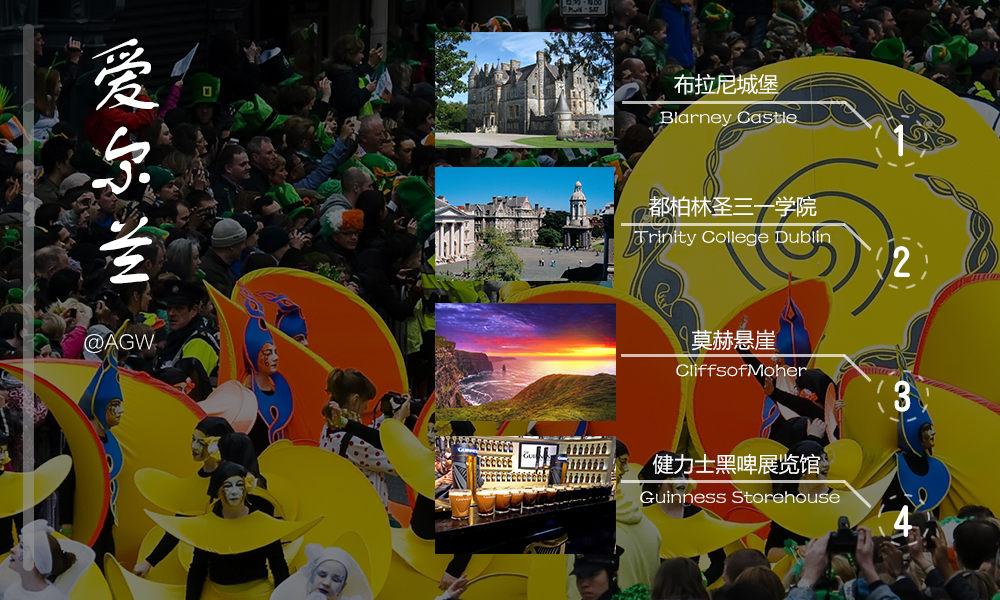 爱尔兰
@AGW
布拉尼城堡
Blarney Castle
1
都柏林圣三一学院
Trinity College Dublin
2
莫赫悬崖
CliffsofMoher
3
健力士黑啤展览馆
Guinness Storehouse
4
GUINNESS